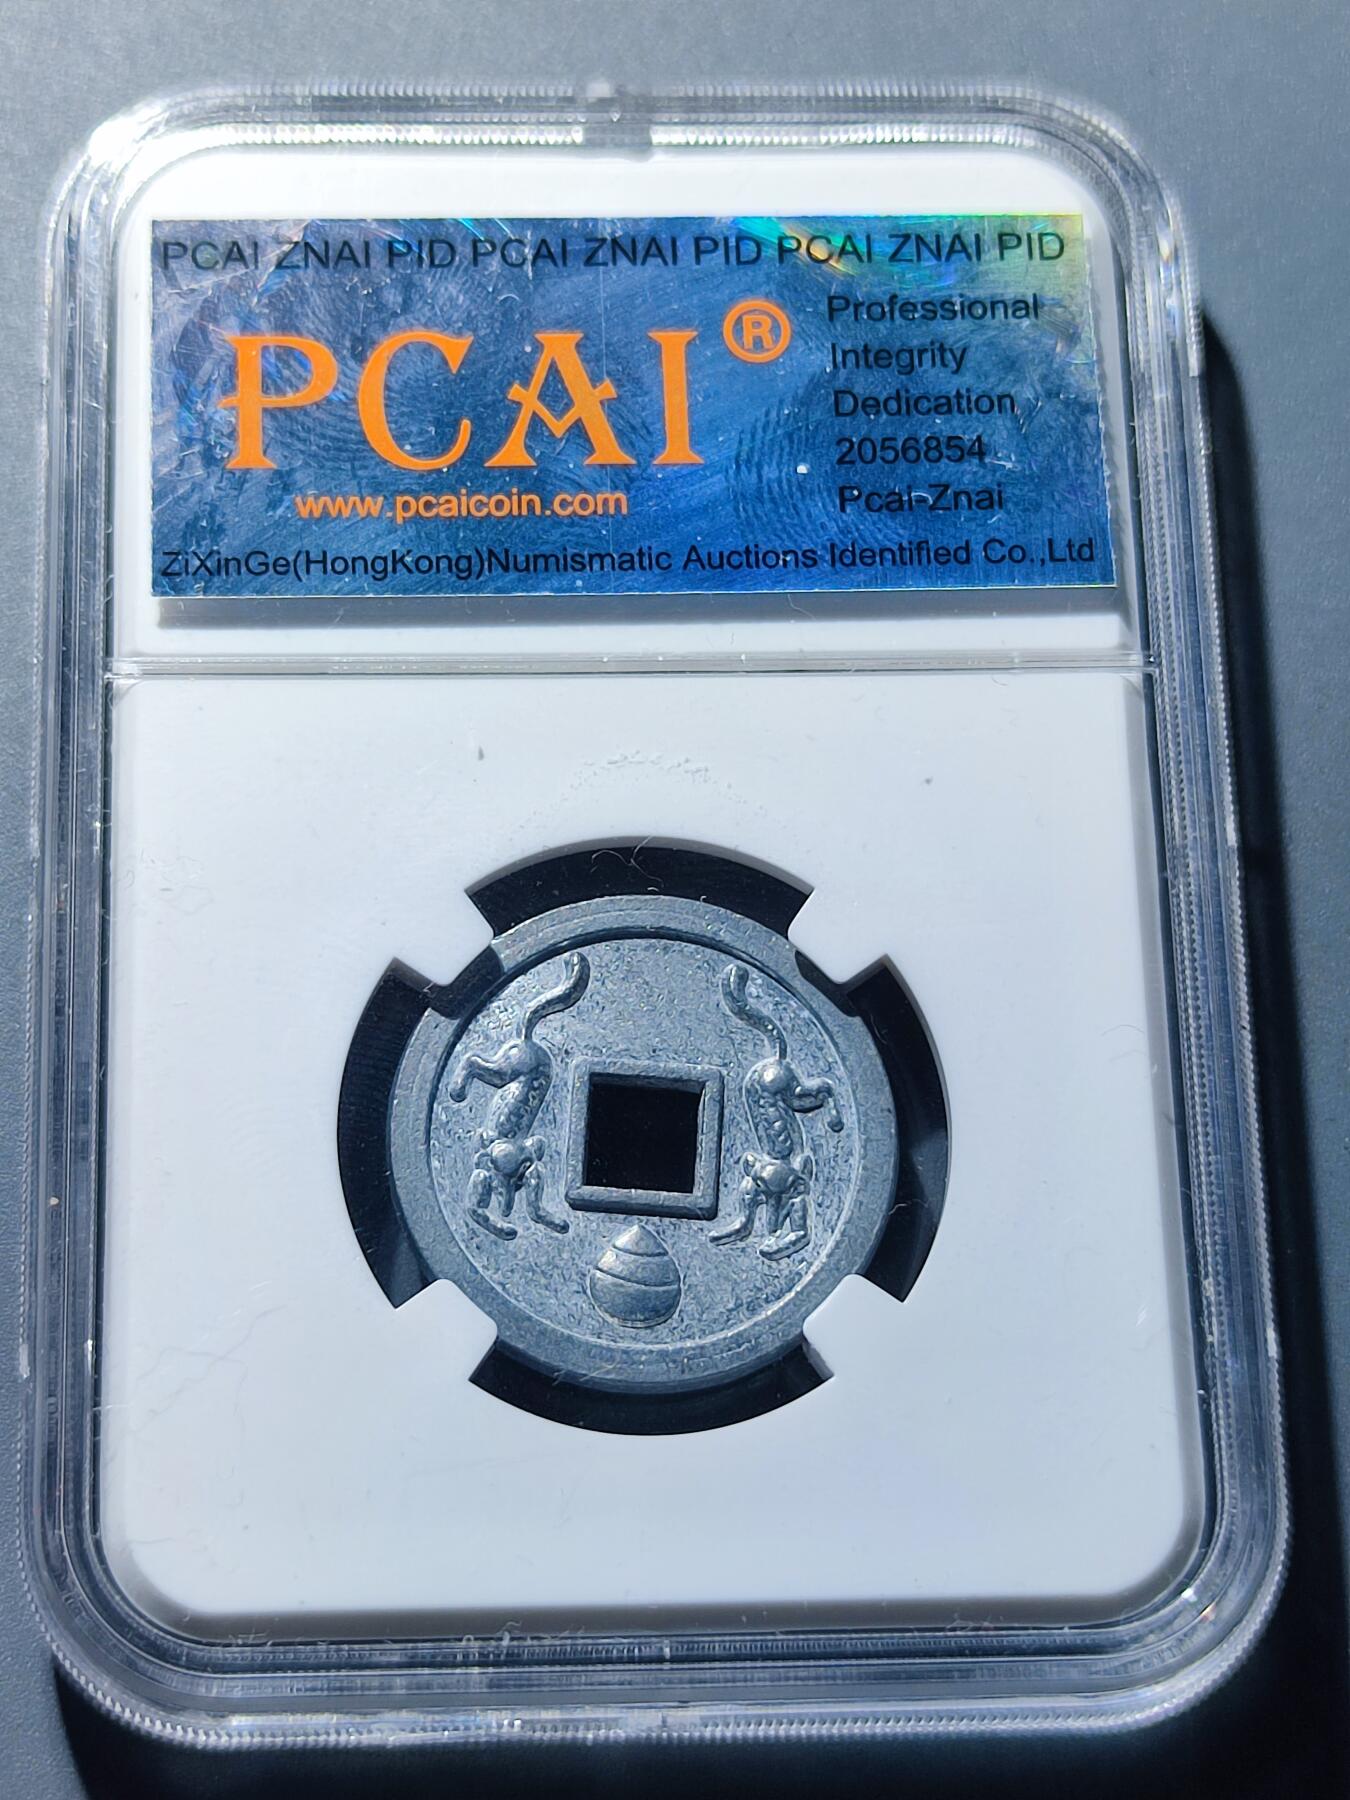 PCAI ZNAI PID PCAI ZNAI PID PCAI ZNAI PID
PCAI®
www.pcaicoin.com
Professional
Integrity
Dedication
2056854
Pcai-Znai
ZiXinGe(HongKong)Numismatic Auctions Identified Co.,Ltd